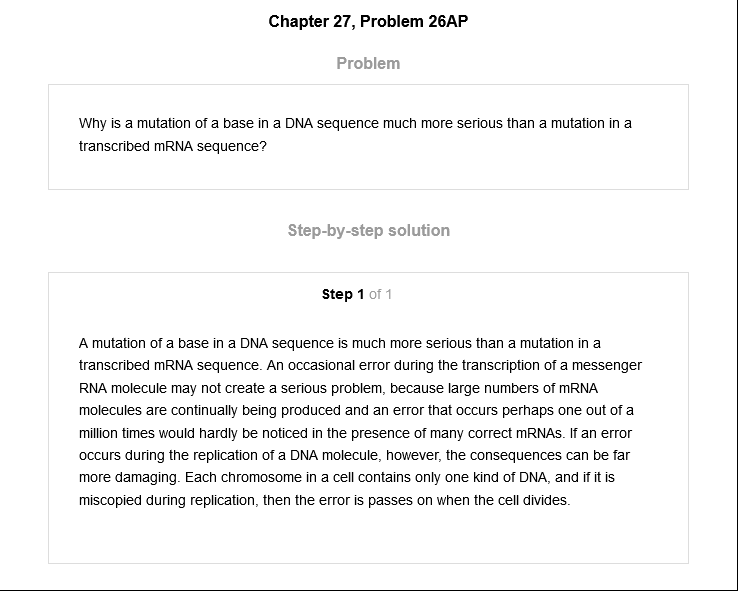 Chapter 27, Problem 26AP
Problem
Why is a mutation of a base in a DNA sequence much more serious than a mutation in a
transcribed mRNA sequence?
Step-by-step solution
Step 1 of 1
A mutation of a base in a DNA sequence is much more serious than a mutation in a
transcribed mRNA sequence. An occasional error during the transcription of a messenger
RNA molecule may not create a serious problem, because large numbers of mRNA
molecules are continually being produced and an error that occurs perhaps one out of a
million times would hardly be noticed in the presence of many correct mRNAs. If an error
occurs during the replication of a DNA molecule, however, the consequences can be far
more damaging. Each chromosome in a cell contains only one kind of DNA, and if it is
miscopied during replication, then the error is passes on when the cell divides.